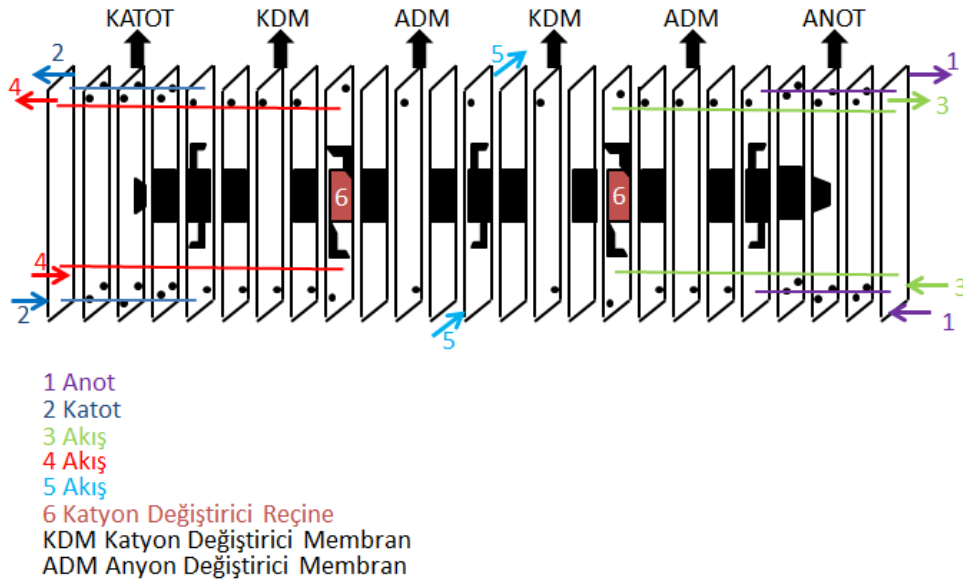 KATOT KDM ADM KDM ADM ANOT
2 5 1
4 3
6 6
4 3
2 5 1
1 Anot
2 Katot
3 Akış
4 Akış
5 Akış
6 Katyon Değiştirici Reçine
KDM Katyon Değiştirici Membran
ADM Anyon Değiştirici Membran